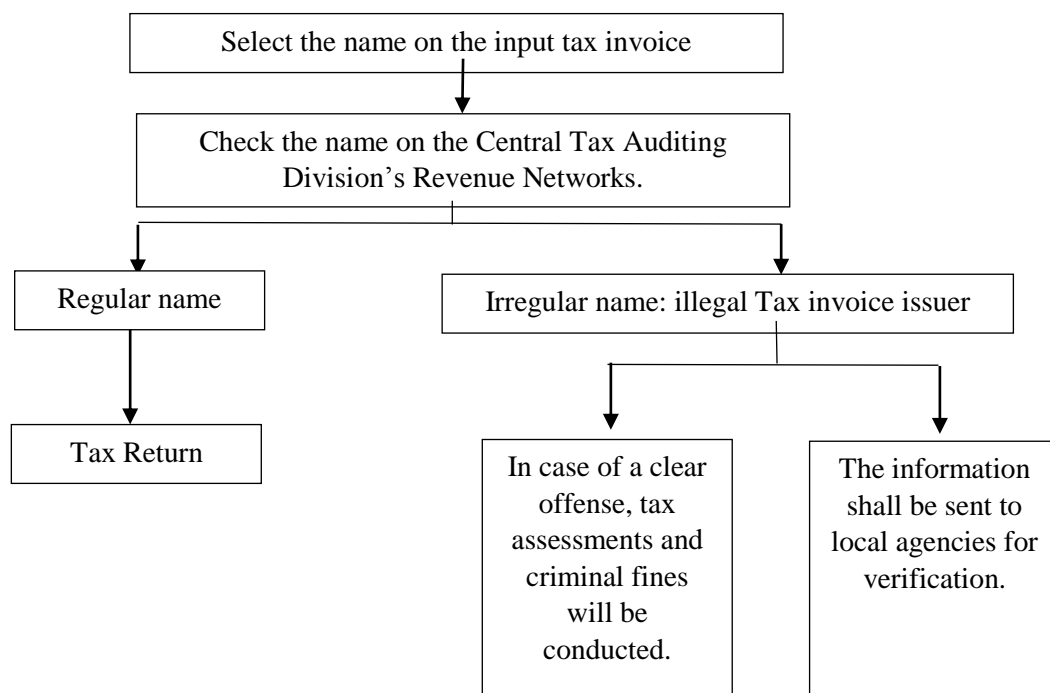 Select the name on the input tax invoice
Check the name on the Central Tax Auditing
Division’s Revenue Networks.
Regular name
Irregular name: illegal Tax invoice issuer
Tax Return
In case of a clear
offense, tax
assessments and
criminal fines
will be
conducted.
The information
shall be sent to
local agencies for
verification.